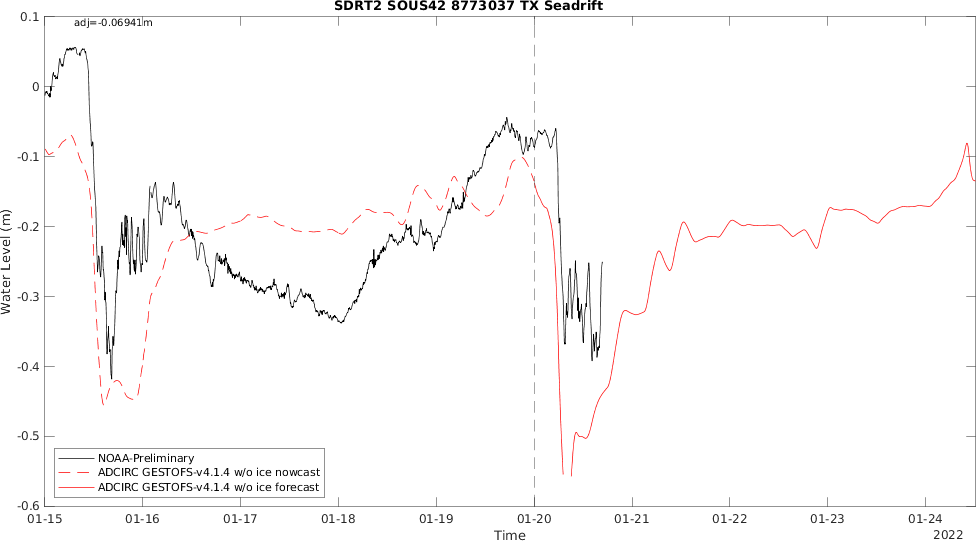 SDRT2 SOUS42 8773037 TX Seadrift
adj=-0.06941m
0.1
0
-0.1
-0.2
-0.3
-0.4
-0.5
-0.6
Water Level (m)
NOAA-Preliminary
ADCIRC GESTOFS-v4.1.4 w/o ice nowcast
ADCIRC GESTOFS-v4.1.4 w/o ice forecast
01-15 01-16 01-17 01-18 01-19 01-20 01-21 01-22 01-23 01-24
Time
2022